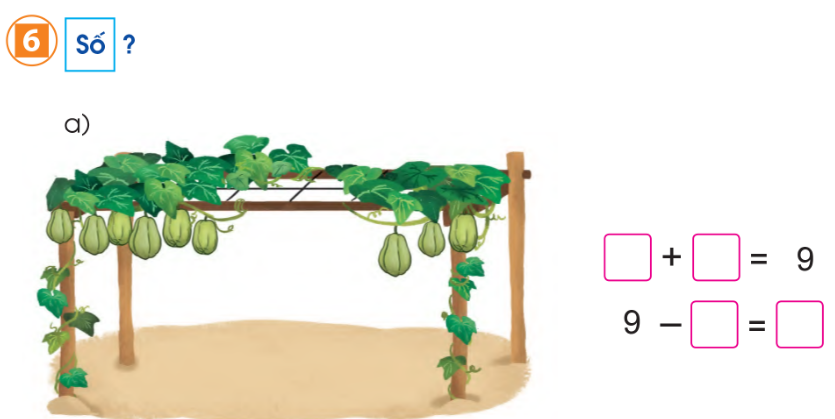 6 Số ?
a)
□ + □ = 9
9 − □ = □